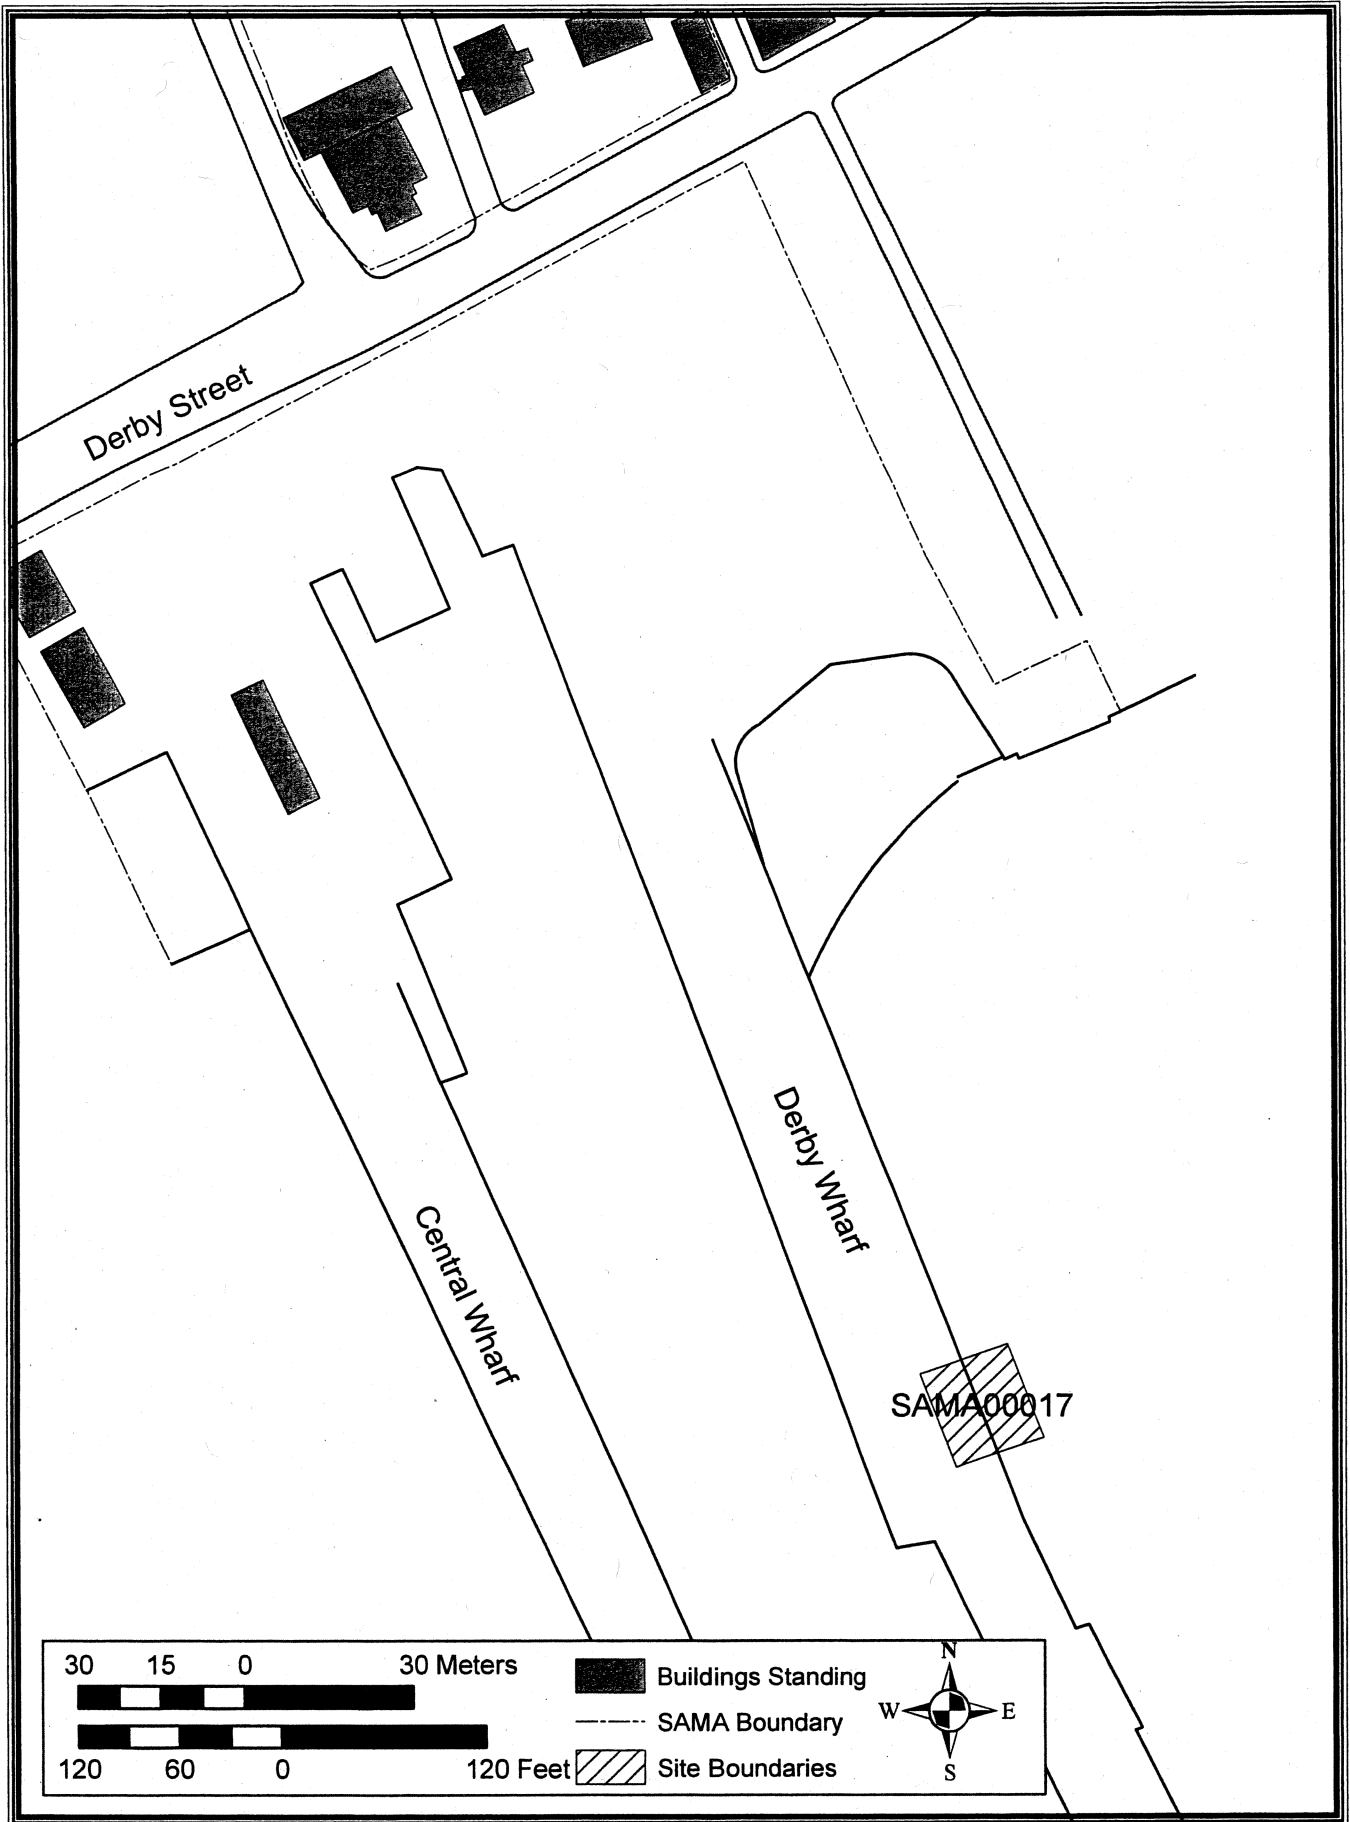 Derby Street
Derby Wharf
Central Wharf
SAMA00017
30 15 0 30 Meters
120 60 0 120 Feet
Buildings Standing
SAMA Boundary
Site Boundaries
N
W E
S